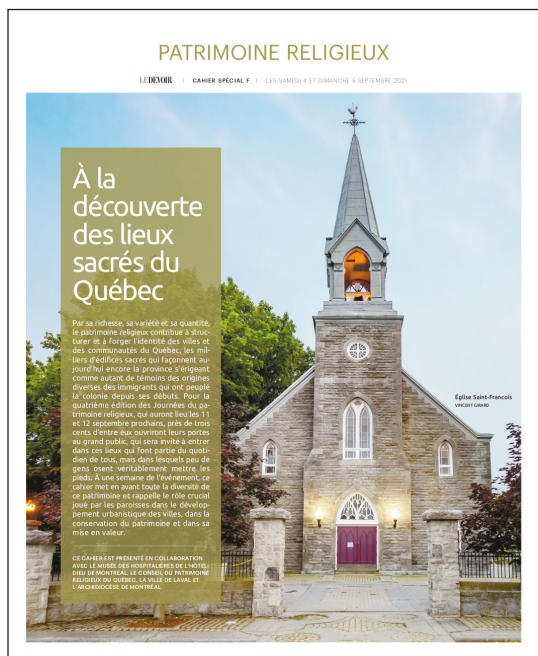 PATRIMOINE RELIGIEUX
LE DEVOIR | CAHIER SPÉCIAL F | LES SAMEDI 4 ET DIMANCHE 5 SEPTEMBRE 2021
À la
découverte
des lieux
sacrés du
Québec
Par sa richesse, sa variété et sa quantité,
le patrimoine religieux contribue à struc-
turer et à forger l'identité des villes et
des communautés du Québec, les mil-
liers d'édifices sacrés qui façonnent au-
jourd'hui encore la province s'érigeant
comme autant de témoins des origines
diverses des immigrants qui ont peuplé
la colonie depuis ses débuts. Pour la
quatrième édition des Journées du pa-
trimoine religieux, qui auront lieu les 11
et 12 septembre prochains, près de trois
cents d'entre eux ouvriront leurs portes
au grand public, qui sera invité à entrer
dans ces lieux qui font partie du quoti-
dien de tous, mais dans lesquels peu de
gens osent véritablement mettre les
pieds. À une semaine de l'événement, ce
cahier met en avant toute la diversité de
ce patrimoine et rappelle le rôle crucial
joué par les paroisses dans le dévelop-
pement urbanistique des villes, dans la
conservation du patrimoine et dans sa
mise en valeur.
CE CAHIER EST PRÉSENTÉ EN COLLABORATION
AVEC LE MUSÉE DES HOSPITALIÈRES DE L'HÔTEL-
DIEU DE MONTRÉAL, LE CONSEIL DU PATRIMOINE
RELIGIEUX DU QUÉBEC, LA VILLE DE LAVAL ET
L'ARCHIDIOCÈSE DE MONTRÉAL
Église Saint-François
VINCENT GIRARD